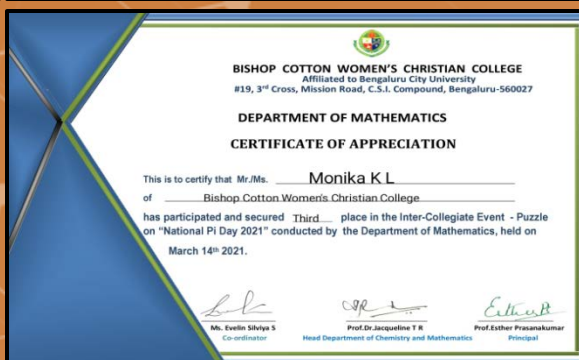 BISHOP COTTON WOMEN'S CHRISTIAN COLLEGE
Affiliated to Bengaluru City University
#19, 3rd Cross, Mission Road, C.S.I. Compound, Bengaluru-560027
DEPARTMENT OF MATHEMATICS
CERTIFICATE OF APPRECIATION
This is to certify that Mr./Ms. Monika K L
of Bishop Cotton Women's Christian College
has participated and secured Third place in the Inter-Collegiate Event - Puzzle
on "National Pi Day 2021" conducted by the Department of Mathematics, held on
March 14th 2021.
Ms. Evelin Silviya S Prof.Dr.Jacqueline T R Prof.Esther Prasanakumar
Co-ordinator Head Department of Chemistry and Mathematics Principal